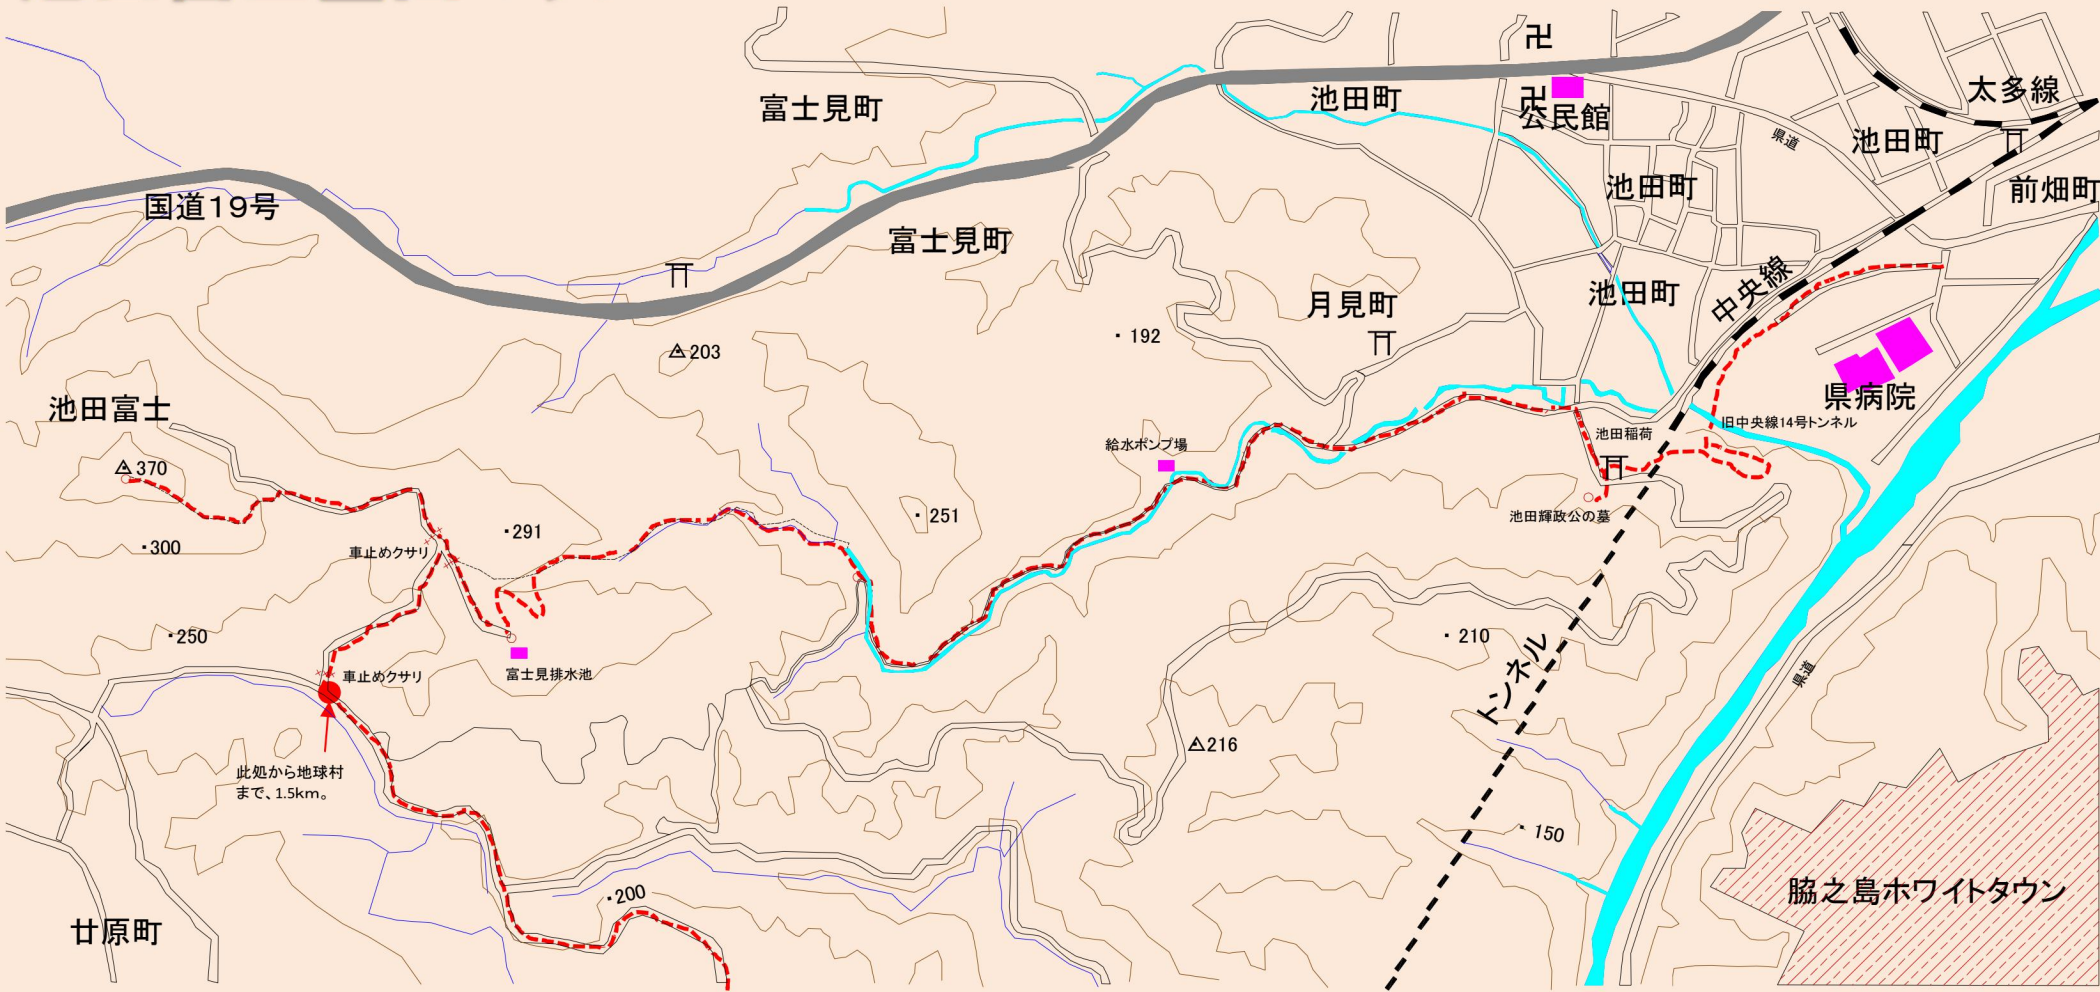 富士見町
池田町
公民館
太多線
県道
池田町
池田町
前畑町
国道19号
富士見町
池田町
中央線
月見町
192
203
県病院
池田富士
旧中央線14号トンネル
池田稲荷
給水ポンプ場
370
251
池田輝政公の墓
291
300
車止めクサリ
250
210
富士見排水池
車止めクサリ
トンネル
県道
216
此処から地球村
まで、1.5km。
150
脇之島ホワイトタウン
200
廿原町